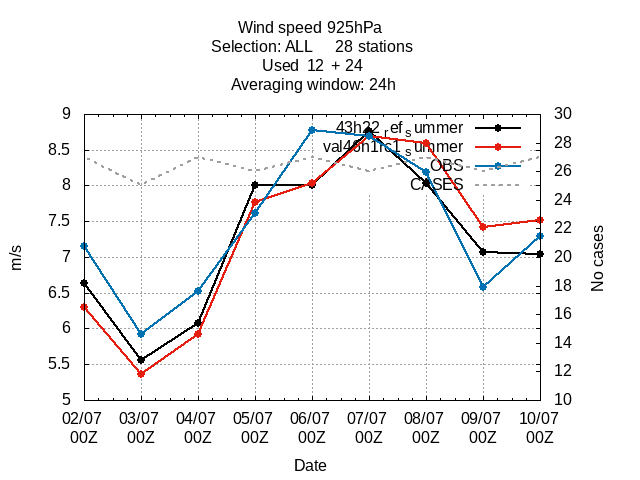 Wind speed 925hPa
Selection: ALL 28 stations
Used 12 + 24
Averaging window: 24h
9 30
43h22_ref_summer
28
8.5
OBS
26
8
CASES
24
7.5
22
m/s
7 20
No cases
6.5 18
16
6
14
5.5
12
5 10
02/07 03/07 04/07 05/07 06/07 07/07 08/07 09/07 10/07
00Z 00Z 00Z 00Z 00Z 00Z 00Z 00Z 00Z
Date